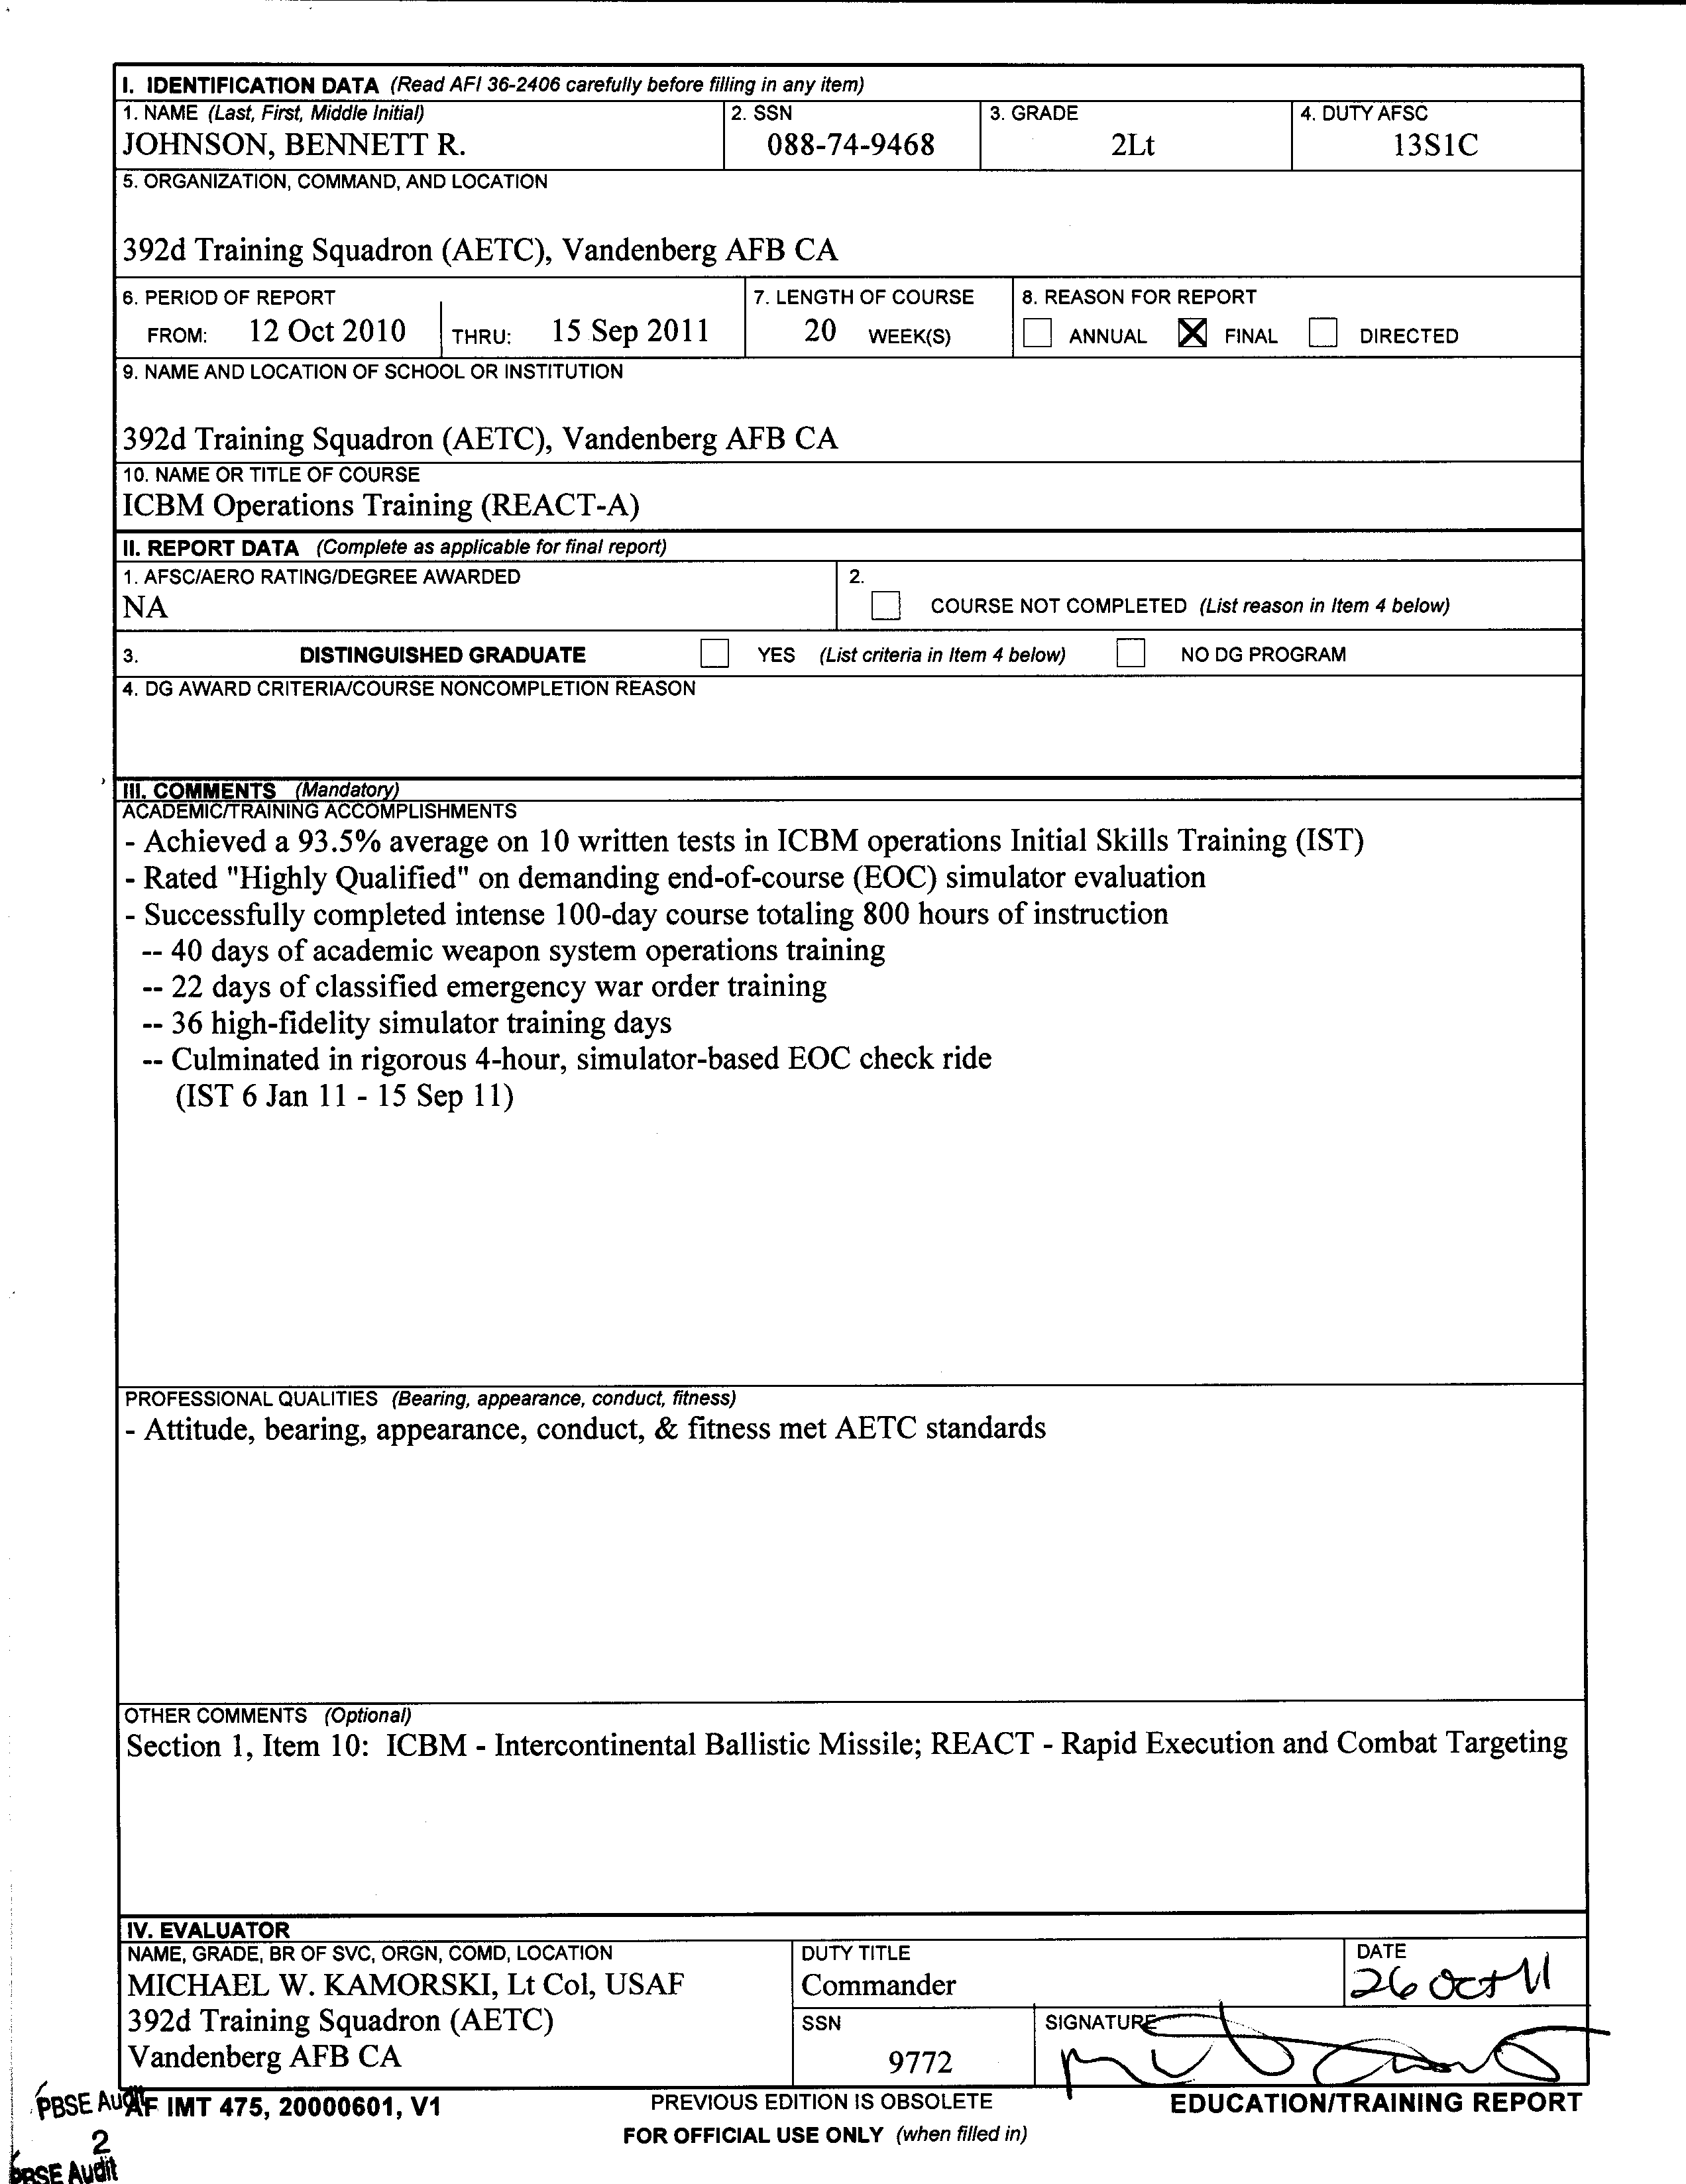 I. IDENTIFICATION DATA (Read AFI 36-2406 carefully before filling in any item)
1. NAME (Last, First, Middle Initial)
JOHNSON, BENNETT R.
2. SSN
088-74-9468
3. GRADE
2Lt
4. DUTY AFSC
13S1C
5. ORGANIZATION, COMMAND, AND LOCATION
392d Training Squadron (AETC), Vandenberg AFB CA
6. PERIOD OF REPORT
FROM: 12 Oct 2010 THRU: 15 Sep 2011
7. LENGTH OF COURSE
20 WEEK(S)
8. REASON FOR REPORT
ANNUAL FINAL DIRECTED
9. NAME AND LOCATION OF SCHOOL OR INSTITUTION
392d Training Squadron (AETC), Vandenberg AFB CA
10. NAME OR TITLE OF COURSE
ICBM Operations Training (REACT-A)
II. REPORT DATA (Complete as applicable for final report)
1. AFSC/AERO RATING/DEGREE AWARDED
NA
2.
COURSE NOT COMPLETED (List reason in Item 4 below)
3. DISTINGUISHED GRADUATE YES (List criteria in Item 4 below) NO DG PROGRAM
4. DG AWARD CRITERIA/COURSE NONCOMPLETION REASON
III. COMMENTS (Mandatory)
ACADEMIC/TRAINING ACCOMPLISHMENTS
- Achieved a 93.5% average on 10 written tests in ICBM operations Initial Skills Training (IST)
- Rated "Highly Qualified" on demanding end-of-course (EOC) simulator evaluation
- Successfully completed intense 100-day course totaling 800 hours of instruction
-- 40 days of academic weapon system operations training
-- 22 days of classified emergency war order training
-- 36 high-fidelity simulator training days
-- Culminated in rigorous 4-hour, simulator-based EOC check ride
(IST 6 Jan 11 - 15 Sep 11)
PROFESSIONAL QUALITIES (Bearing, appearance, conduct, fitness)
- Attitude, bearing, appearance, conduct, & fitness met AETC standards
OTHER COMMENTS (Optional)
Section 1, Item 10: ICBM - Intercontinental Ballistic Missile; REACT - Rapid Execution and Combat Targeting
IV. EVALUATOR
NAME, GRADE, BR OF SVC, ORGN, COMD, LOCATION
MICHAEL W. KAMORSKI, Lt Col, USAF
392d Training Squadron (AETC)
Vandenberg AFB CA
DUTY TITLE
Commander
DATE
26 Oct 11
SSN
9772
SIGNATURE
PBSE Audit
AF IMT 475, 20000601, V1
PREVIOUS EDITION IS OBSOLETE
EDUCATION/TRAINING REPORT
FOR OFFICIAL USE ONLY (when filled in)
2
PBSE Audit